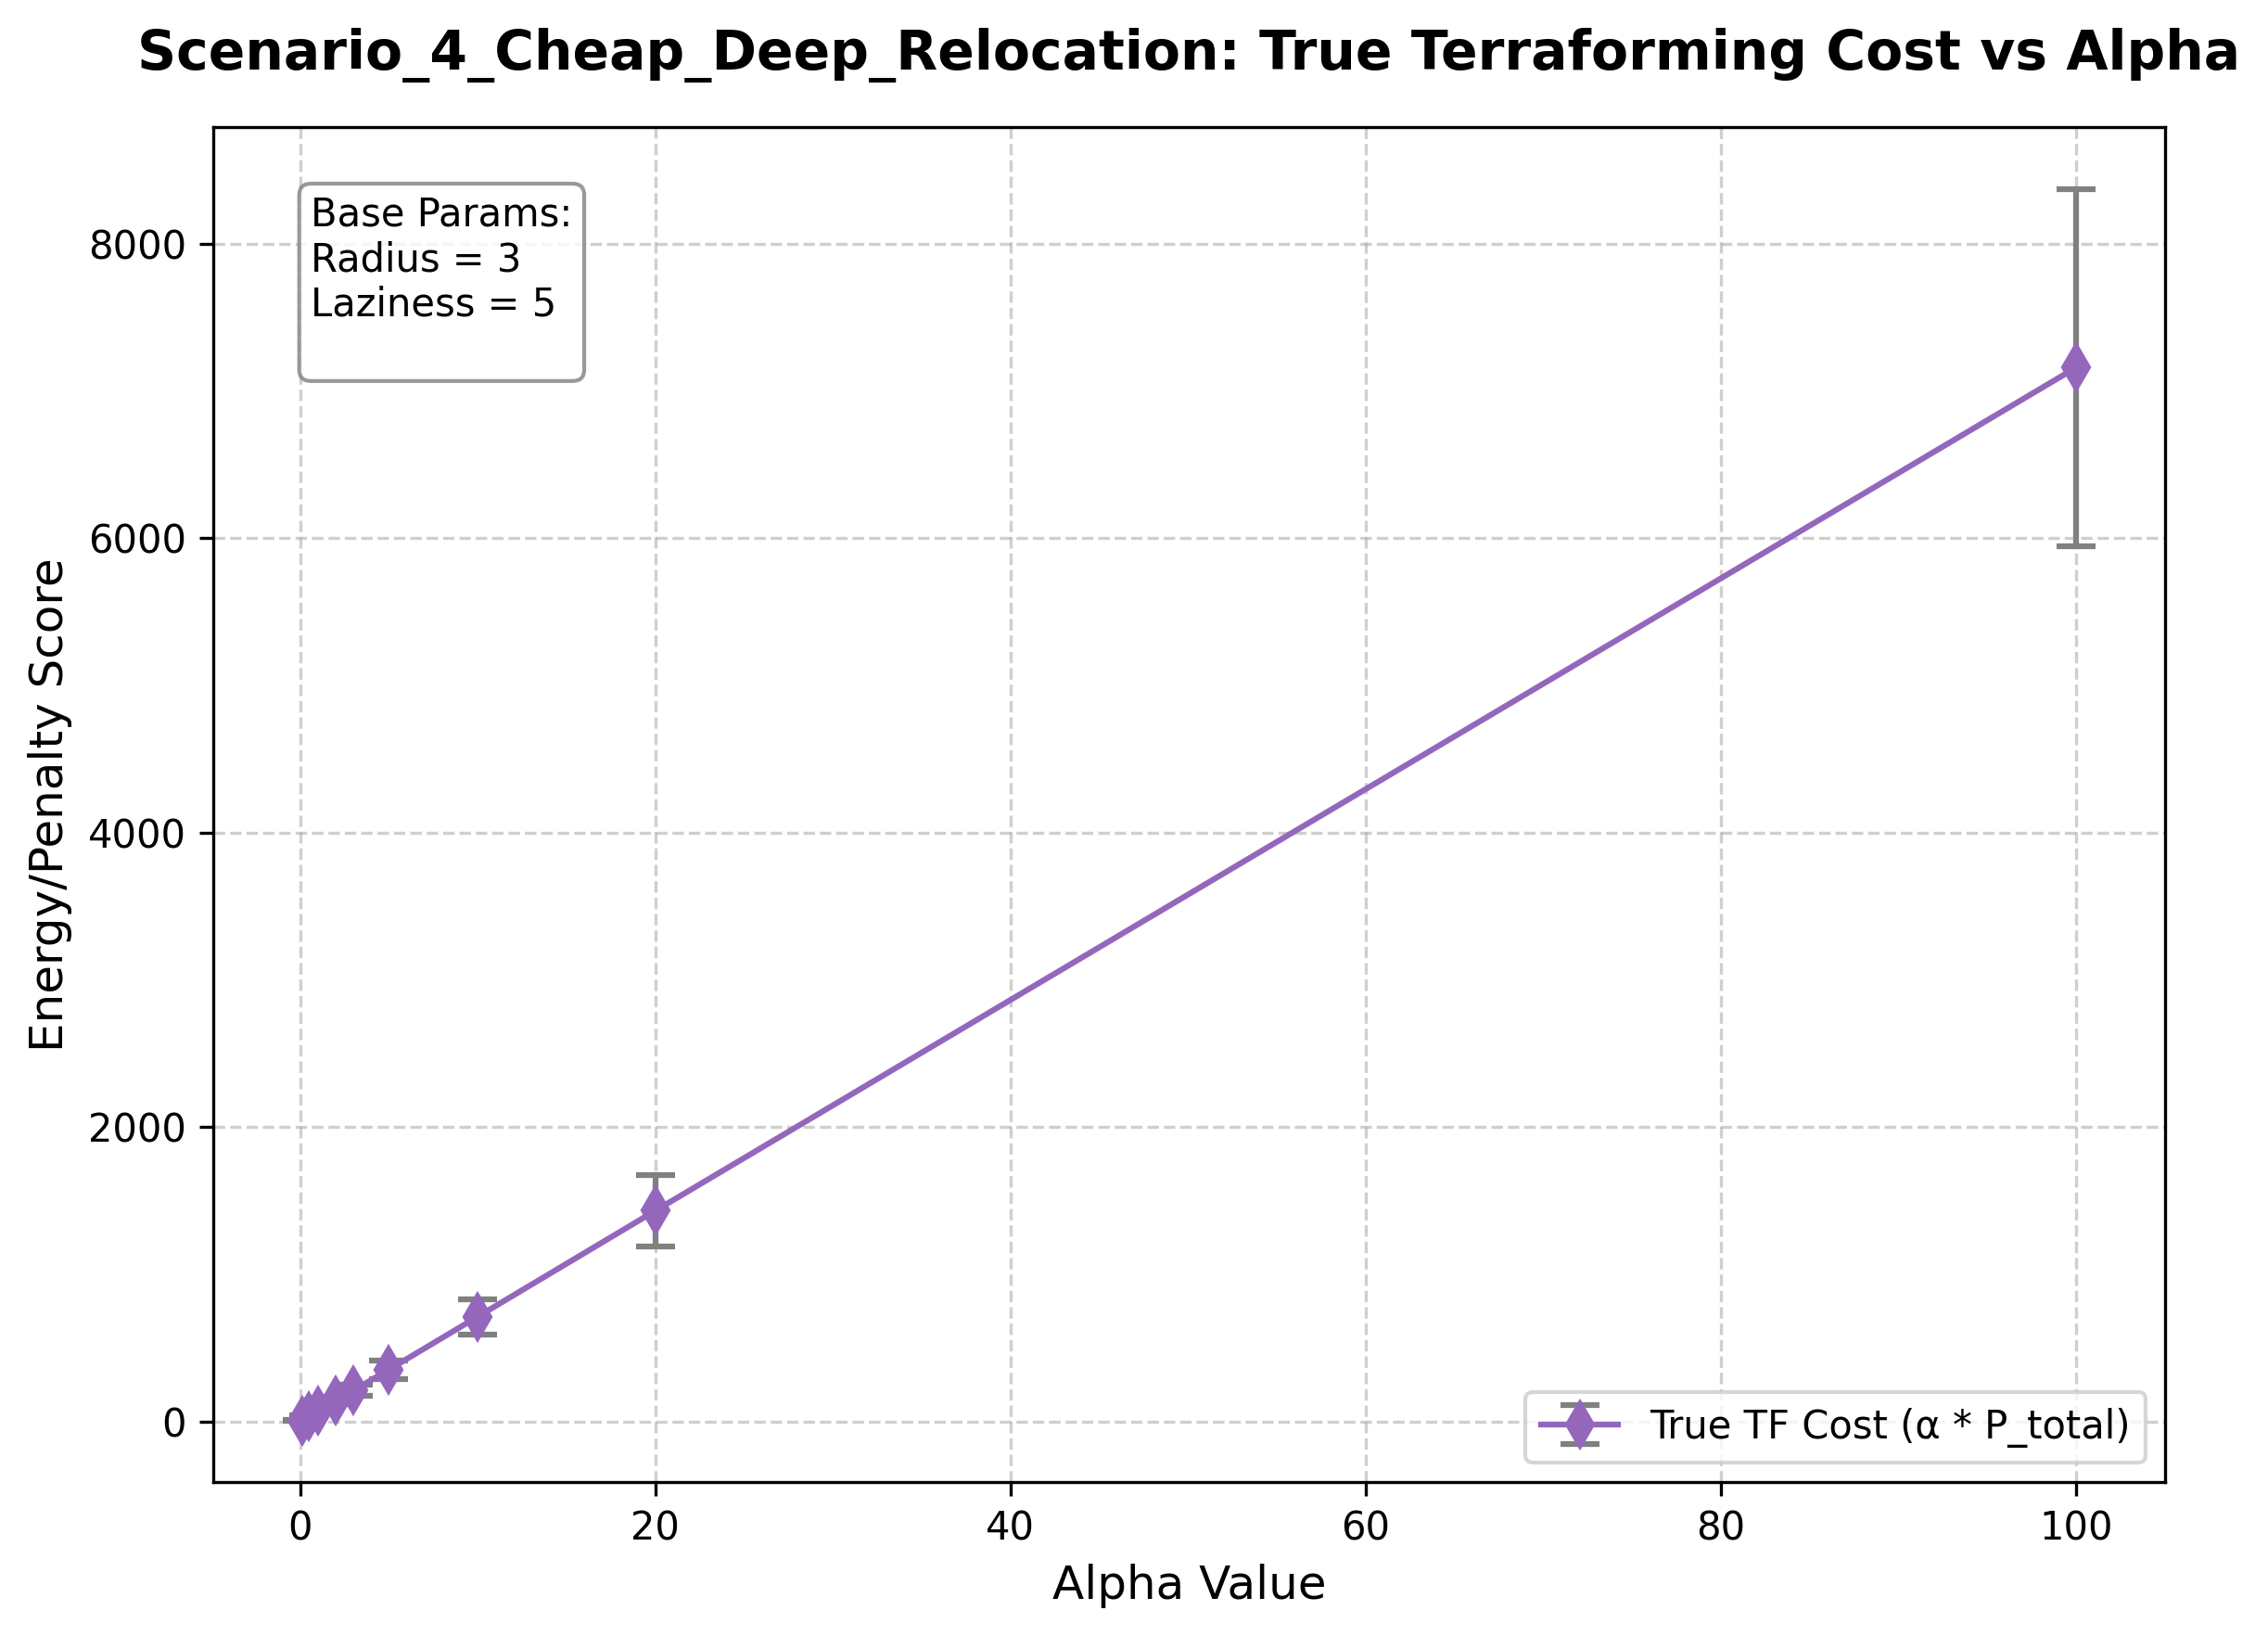 Scenario_4_Cheap_Deep_Relocation: True Terraforming Cost vs Alpha
Base Params:
Radius = 3
Laziness = 5
Energy/Penalty Score
8000
6000
4000
2000
0
True TF Cost (α * P_total)
0 20 40 60 80 100
Alpha Value